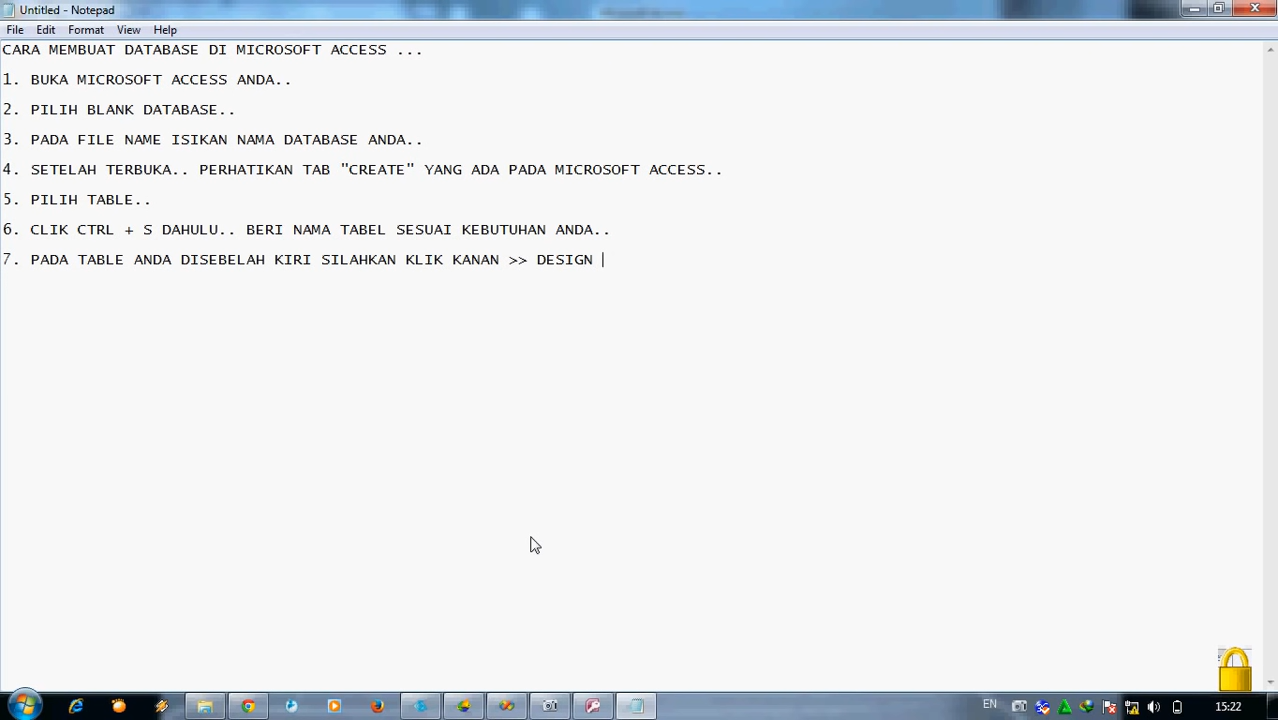 Untitled - Notepad
File Edit Format View Help
CARA MEMBUAT DATABASE DI MICROSOFT ACCESS ...
1. BUKA MICROSOFT ACCESS ANDA..
2. PILIH BLANK DATABASE..
3. PADA FILE NAME ISIKAN NAMA DATABASE ANDA..
4. SETELAH TERBUKA.. PERHATIKAN TAB "CREATE" YANG ADA PADA MICROSOFT ACCESS..
5. PILIH TABLE..
6. CLIK CTRL + S DAHULU.. BERI NAMA TABEL SESUAI KEBUTUHAN ANDA..
7. PADA TABLE ANDA DISEBELAH KIRI SILAHKAN KLIK KANAN >> DESIGN
EN 15:22